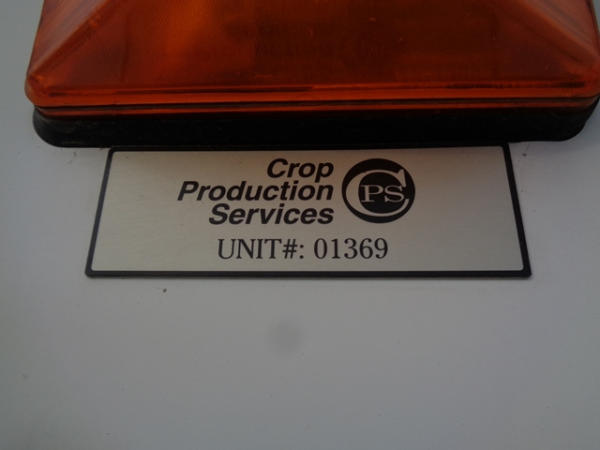 Crop
Production
Services
CPS
UNIT#: 01369